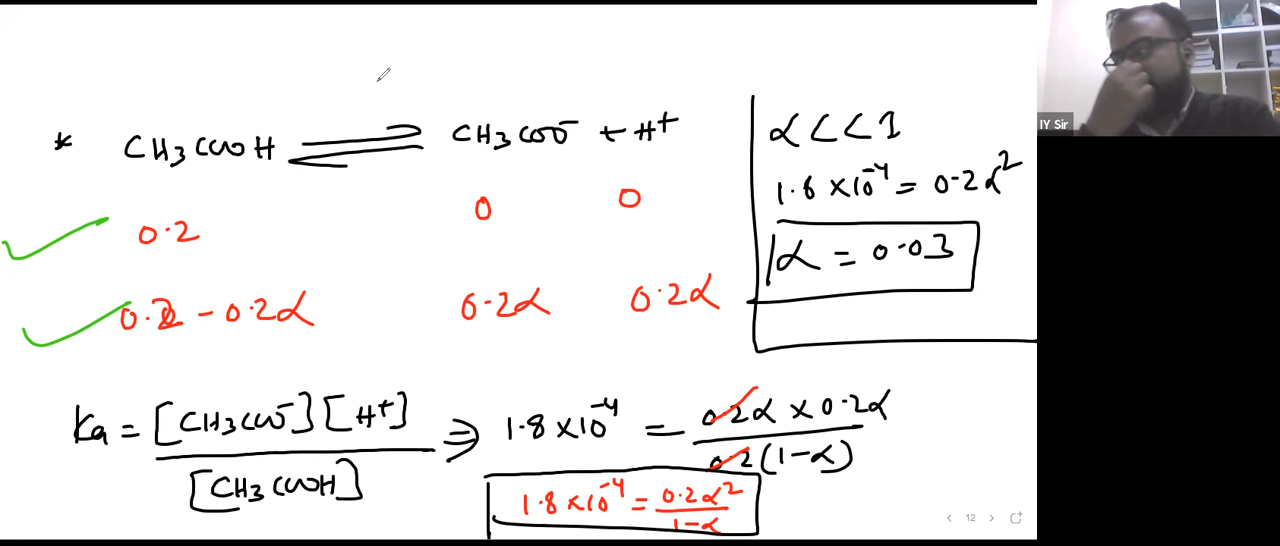 * CH3COOH ⇌ CH3COO⁻ + H⁺
0.2 0 0
0.2 - 0.2α 0.2α 0.2α
Ka = [CH3COO⁻][H⁺] / [CH3COOH] ⇒ 1.8 × 10⁻⁴ = 0.2α × 0.2α / 0.2(1-α)
1.8 × 10⁻⁴ = 0.2α² / 1-α
α << 1
1.8 × 10⁻⁴ = 0.2α²
α = 0.03
IY Sir
< 12 >